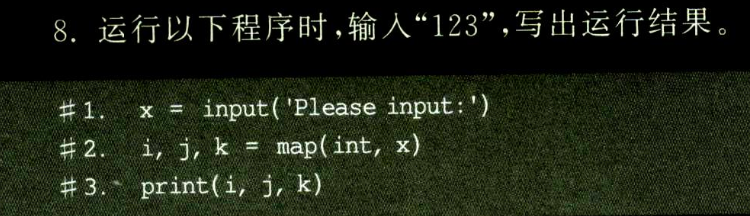 8. 运行以下程序时,输入“123”,写出运行结果。
#1. x = input('Please input:')
#2. i, j, k = map(int, x)
#3. print(i, j, k)